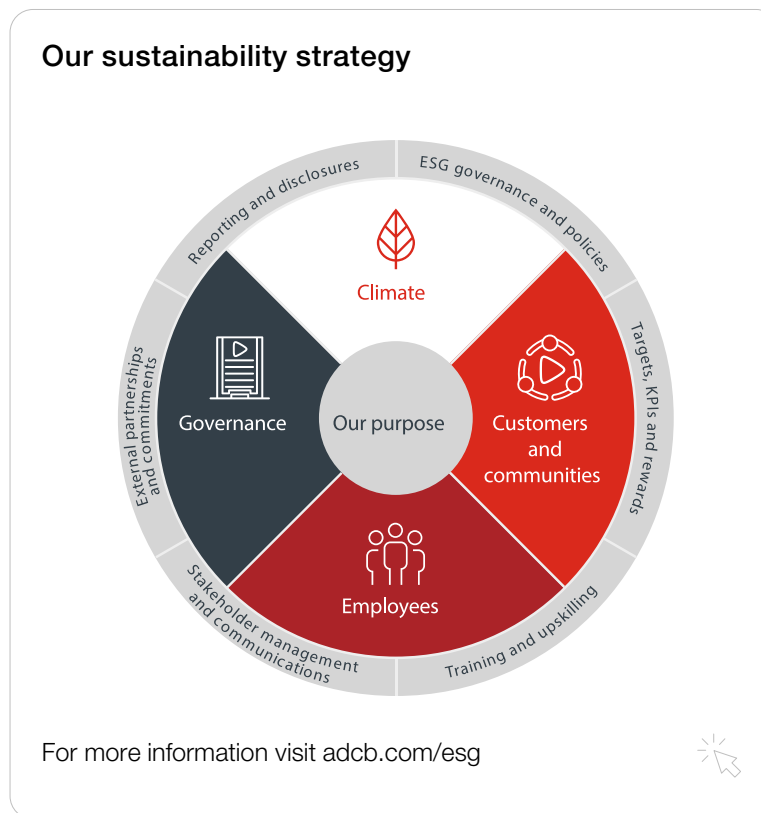 Our sustainability strategy
Reporting and disclosures
ESG governance and policies
Climate
External partnerships
and commitments
Governance
Our purpose
Customers
and
communities
Targets, KPIs and rewards
Employees
Stakeholder management
and communications
Training and upskilling
For more information visit adcb.com/esg